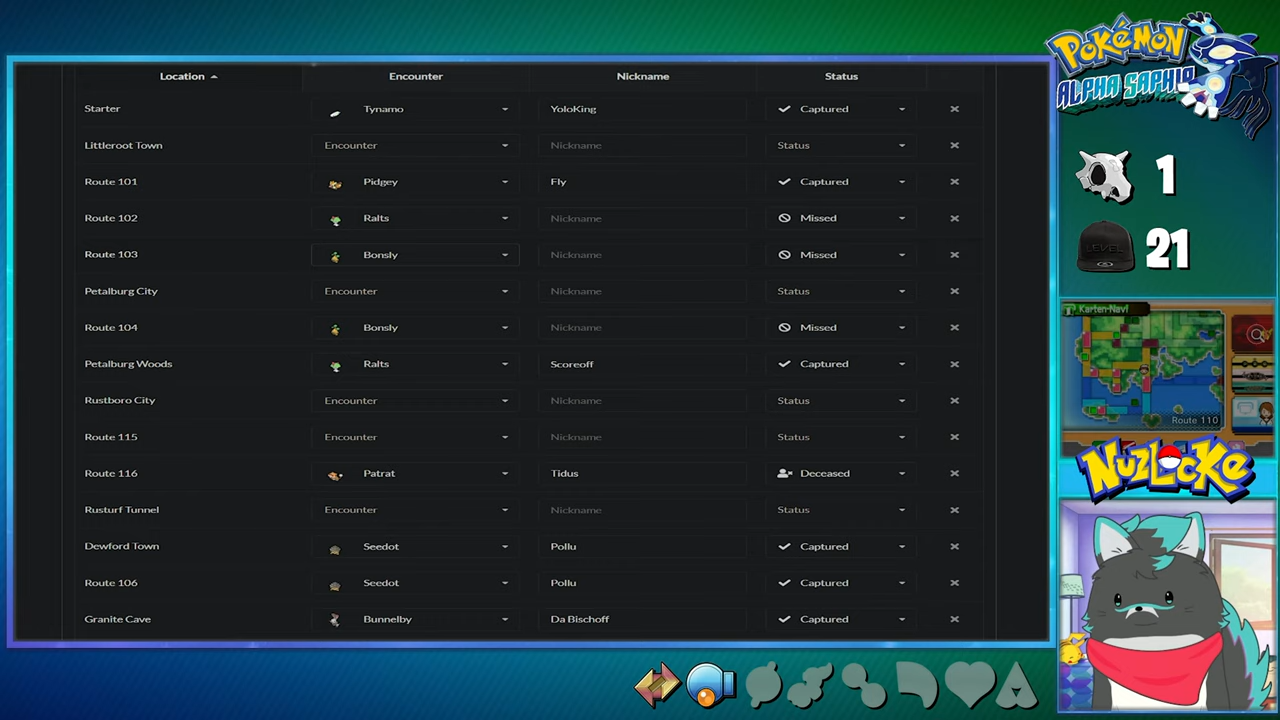 Location Encounter Nickname Status
Starter Tynamo YoloKing Captured
Littleroot Town Encounter Nickname Status
Route 101 Pidgey Fly Captured
Route 102 Ralts Nickname Missed
Route 103 Bonsly Nickname Missed
Petalburg City Encounter Nickname Status
Route 104 Bonsly Nickname Missed
Petalburg Woods Ralts Scoreoff Captured
Rustboro City Encounter Nickname Status
Route 115 Encounter Nickname Status
Route 116 Patrat Tidus Deceased
Rusturf Tunnel Encounter Nickname Status
Dewford Town Seedot Pollu Captured
Route 106 Seedot Pollu Captured
Granite Cave Bunnelby Da Bischoff Captured
POKéMON
ALPHA SAPHIR
1
LEVEL
21
Karten-Navi
Route 110
NUZLOCKE